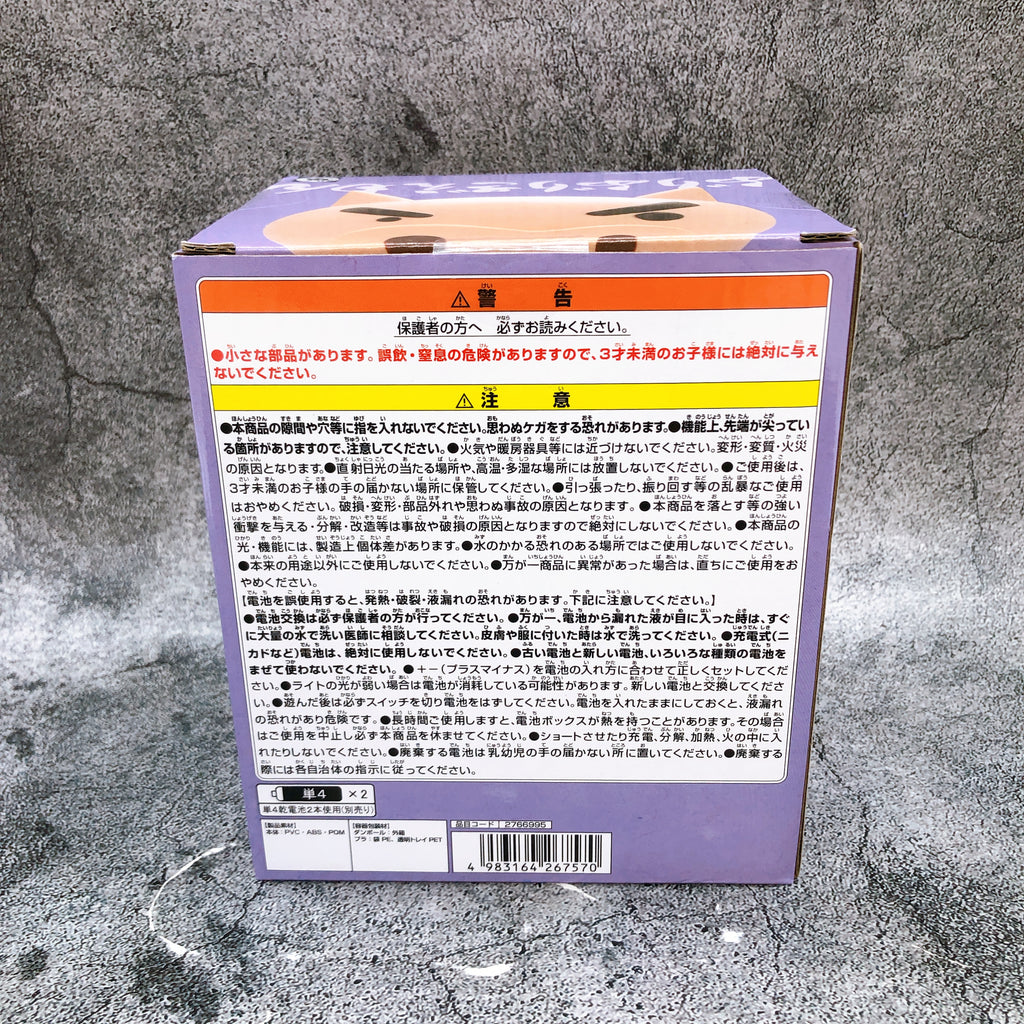 ⚠警告
保護者の方へ 必ずお読みください。
●小さな部品があります。誤飲・窒息の危険がありますので、3才未満のお子様には絶対に与え
ないでください。
⚠注意
●本商品の隙間や穴等に指を入れないでください。思わぬケガをする恐れがあります。●機能上、先端が尖ってい
る箇所がありますので、注意してください。●火気や暖房器具等には近づけないでください。変形・変質・火災
の原因となります。●直射日光の当たる場所や、高温・多湿な場所には放置しないでください。●ご使用後は、
3才未満のお子様の手の届かない場所に保管してください。●引っ張ったり、振り回す等の乱暴なご使用
はおやめください。破損・変形・部品外れや思わぬ事故の原因となります。●本商品を落とす等の強い
衝撃を与える・分解・改造等は事故や破損の原因となりますので絶対にしないでください。●本商品の
光・機能には、製造上個体差があります。●水のかかる恐れのある場所ではご使用しないでください。
●本来の用途以外にご使用しないでください。●万が一商品に異常があった場合は、直ちにご使用をお
やめください。
【電池を誤使用すると、発熱・破裂・液漏れの恐れがあります。下記に注意してください。】
●電池交換は必ず保護者の方が行ってください。●万が一、電池から漏れた液が目に入った時は、すぐ
に大量の水で洗い医師に相談してください。皮膚や服に付いた時は水で洗ってください。●充電式(ニ
カドなど)電池は、絶対に使用しないでください。●古い電池と新しい電池、いろいろな種類の電池を
まぜて使わないでください。●＋－(プラスマイナス)を電池の入れ方に合わせて正しくセットしてくだ
さい。●ライトの光が弱い場合は電池が消耗している可能性があります。新しい電池と交換してくださ
い。●遊んだ後は必ずスイッチを切り電池をはずしてください。電池を入れたままにしておくと、液漏れ
の恐れがあり危険です。●長時間ご使用しますと、電池ボックスが熱を持つことがあります。その場合
はご使用を中止し必ず本商品を休ませてください。●ショートさせたり充電、分解、加熱、火の中に入
れたりしないでください。●廃棄する電池は乳幼児の手の届かない所に置いてください。●廃棄する
際には各自治体の指示に従ってください。
単4 ×2
単4乾電池2本使用(別売り)
【製品素材】
本体：PVC・ABS・POM
【容器包装材】
ダンボール：外箱
プラ：袋PE、透明トレイPET
品目コード 2766995
4 983164 267570